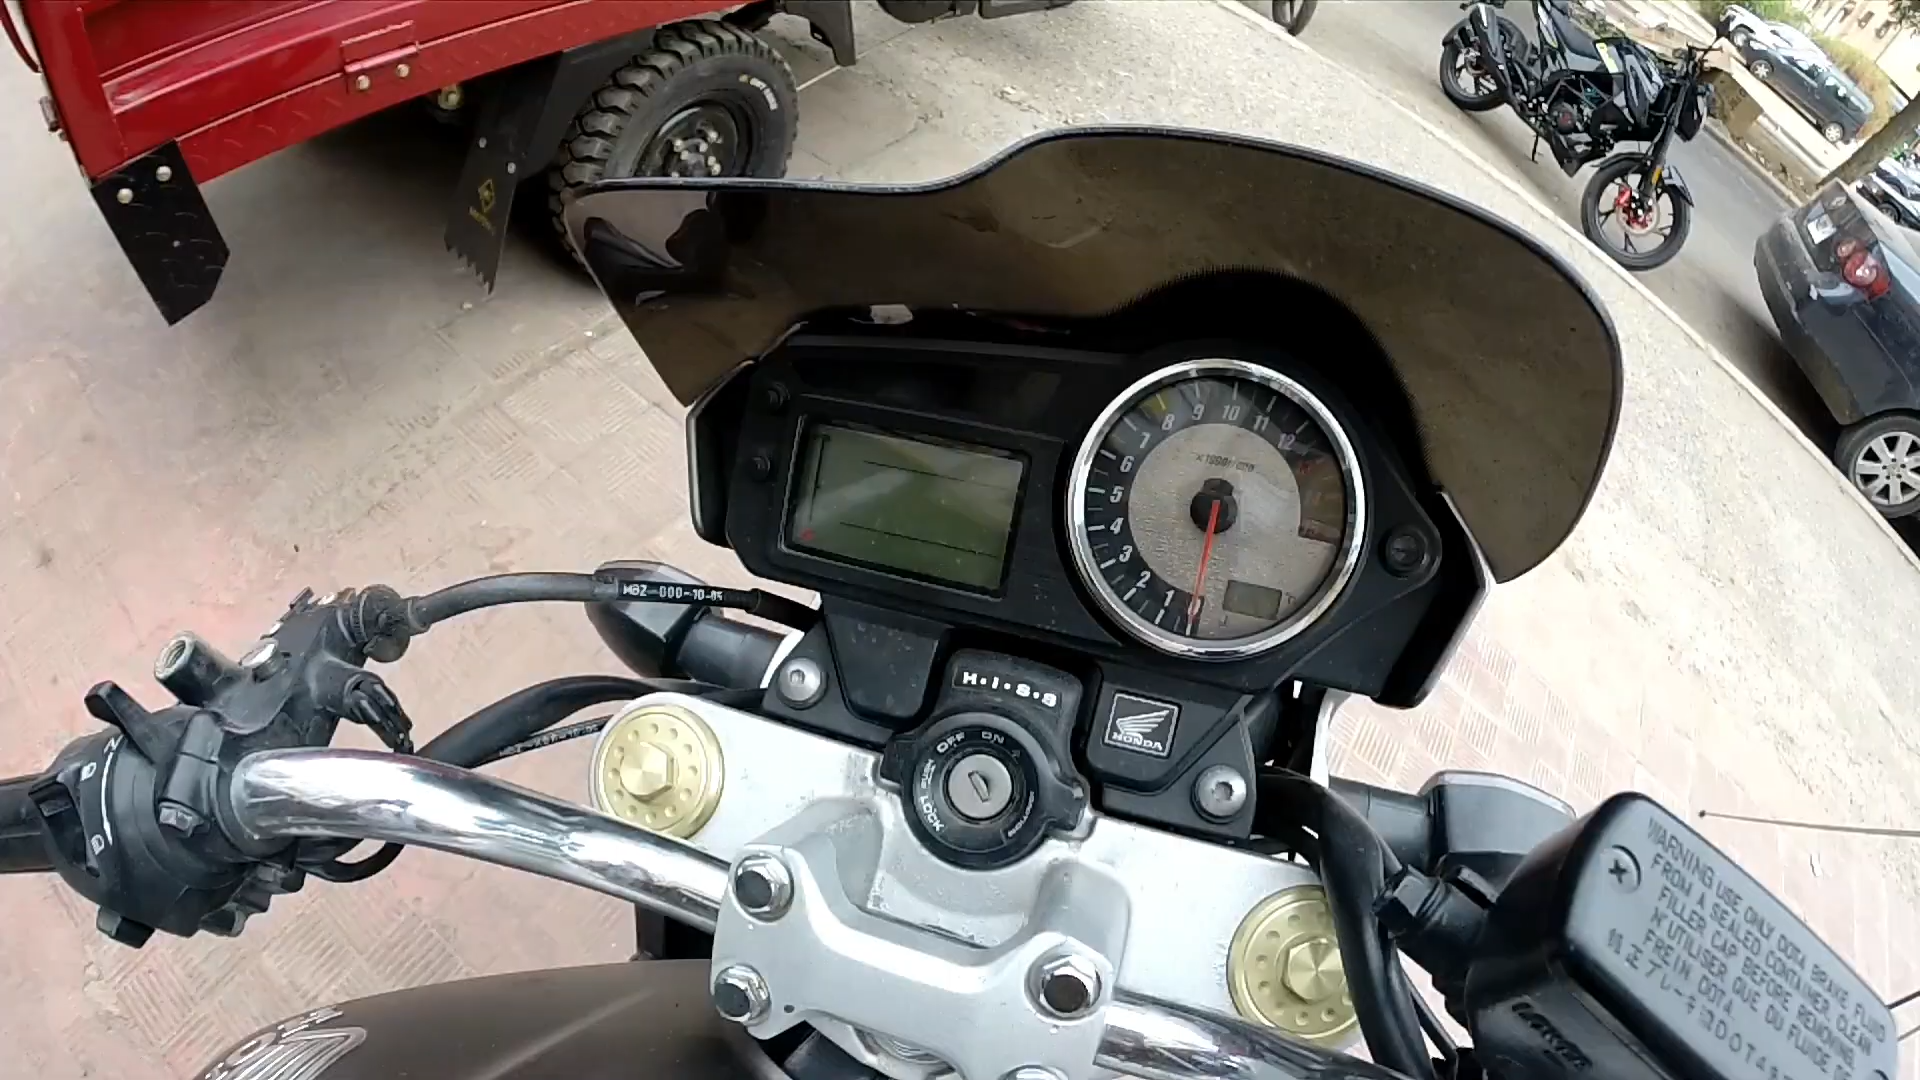 9 10 11
8 12
7
6
5
4
3
2
1
MBZ-000-10-05
H·I·S·S
OFF ON
LOCK
HONDA
N
WARNING USE ONLY DOT4 BRAKE FLUID
FROM A SEALED CONTAINER. CLEAN
FILLER CAP BEFORE REMOVING.
N'UTILISER QUE DU FLUIDE DE
FREIN DOT4.